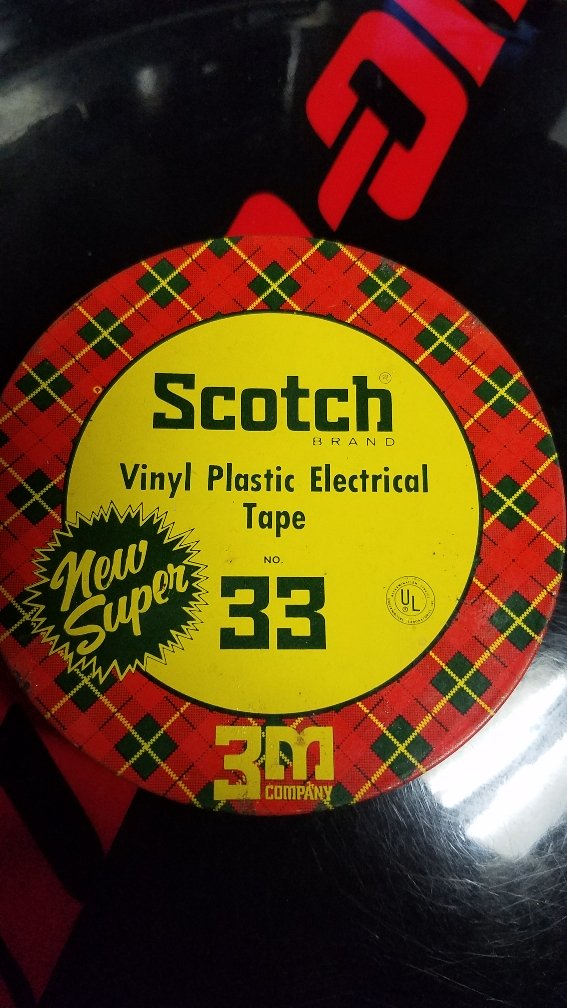 Scotch®
BRAND
Vinyl Plastic Electrical
Tape
NO.
33
New
Super
UL®
3M
COMPANY